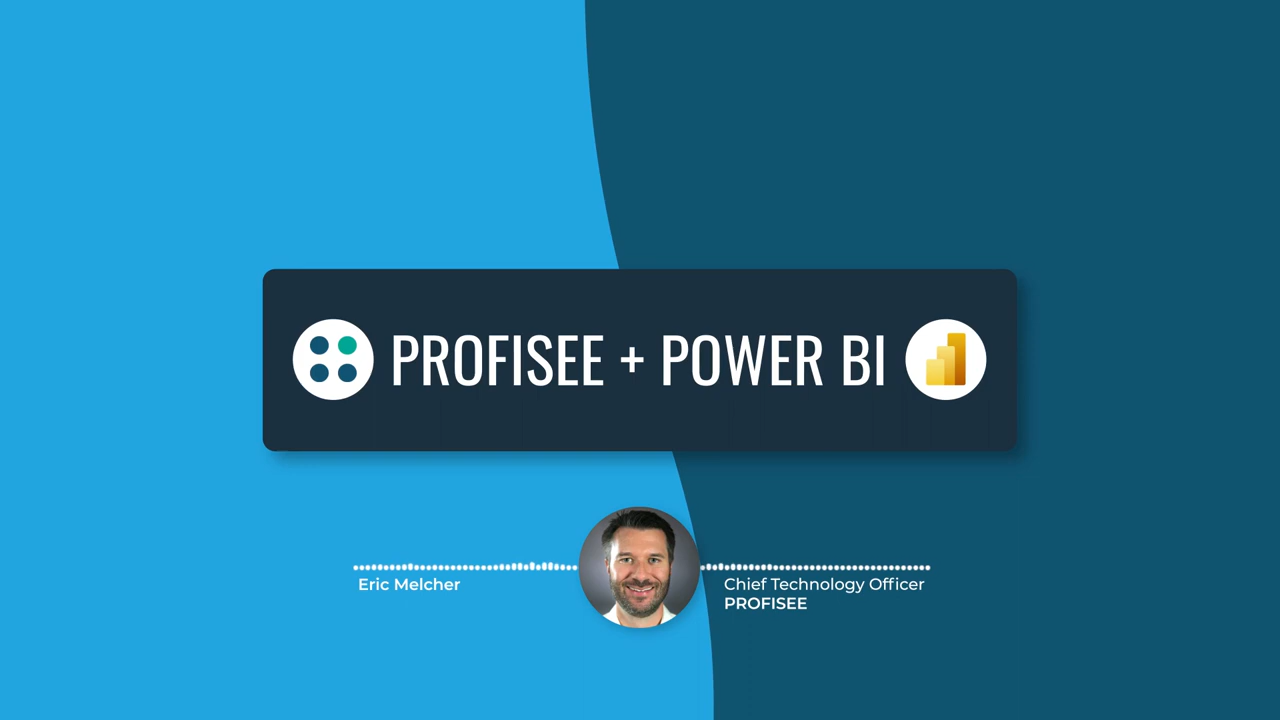 PROFISEE + POWER BI
Eric Melcher
Chief Technology Officer
PROFISEE